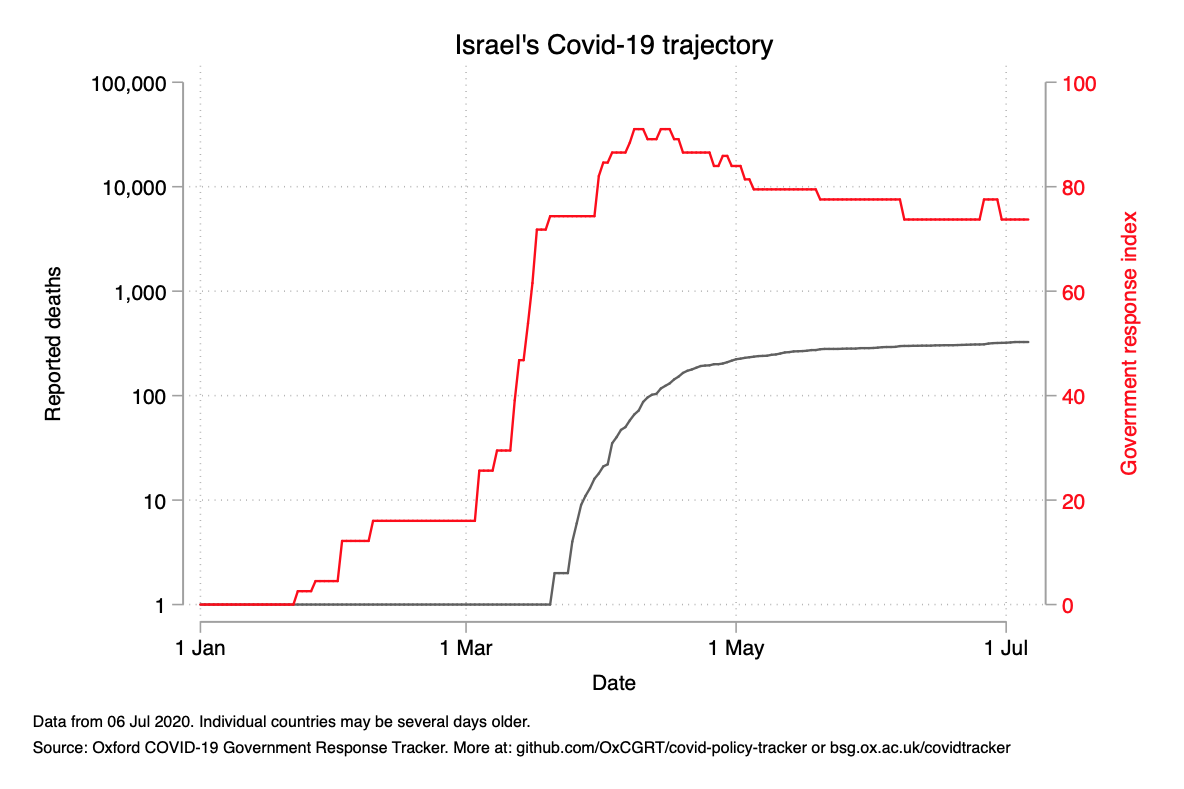 Israel's Covid-19 trajectory
100,000
10,000
1,000
100
10
1
Reported deaths
100
80
60
40
20
0
Government response index
1 Jan
1 Mar
1 May
1 Jul
Date
Data from 06 Jul 2020. Individual countries may be several days older.
Source: Oxford COVID-19 Government Response Tracker. More at: github.com/OxCGRT/covid-policy-tracker or bsg.ox.ac.uk/covidtracker